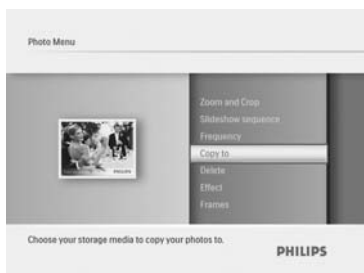 Photo Menu
Zoom and Crop
Slideshow sequence
Frequency
Copy to
Delete
Effect
Frames
PHILIPS
Choose your storage media to copy your photos to.
PHILIPS